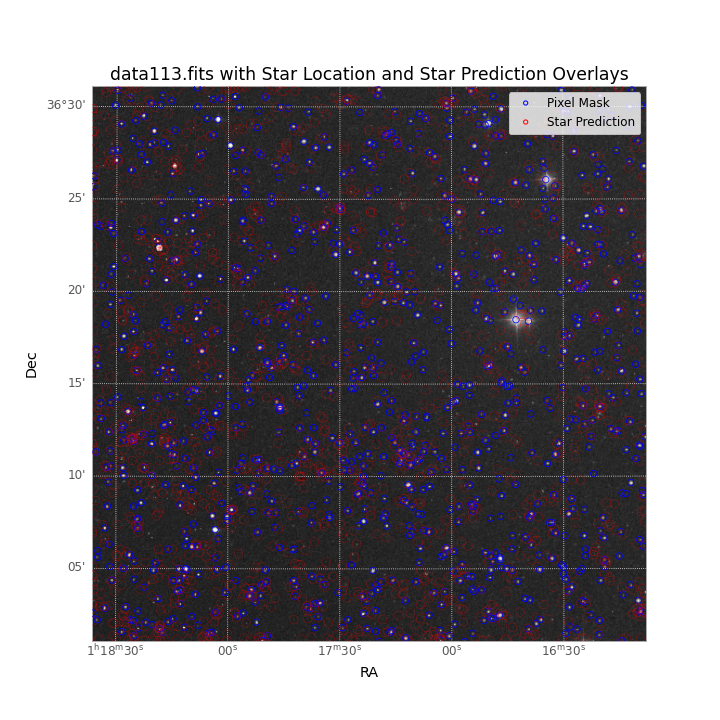 data113.fits with Star Location and Star Prediction Overlays
Pixel Mask
Star Prediction
36°30'
25'
20'
15'
10'
05'
Dec
1h18m30s
00s
17m30s
00s
16m30s
RA